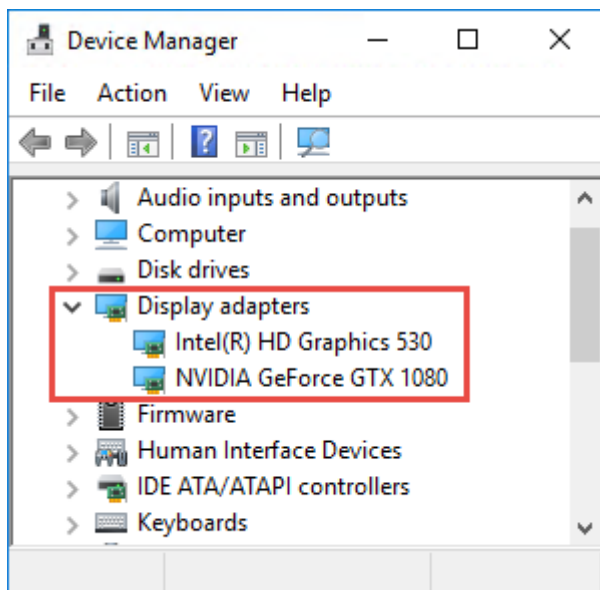 Device Manager
File Action View Help
Audio inputs and outputs
Computer
Disk drives
Display adapters
Intel(R) HD Graphics 530
NVIDIA GeForce GTX 1080
Firmware
Human Interface Devices
IDE ATA/ATAPI controllers
Keyboards